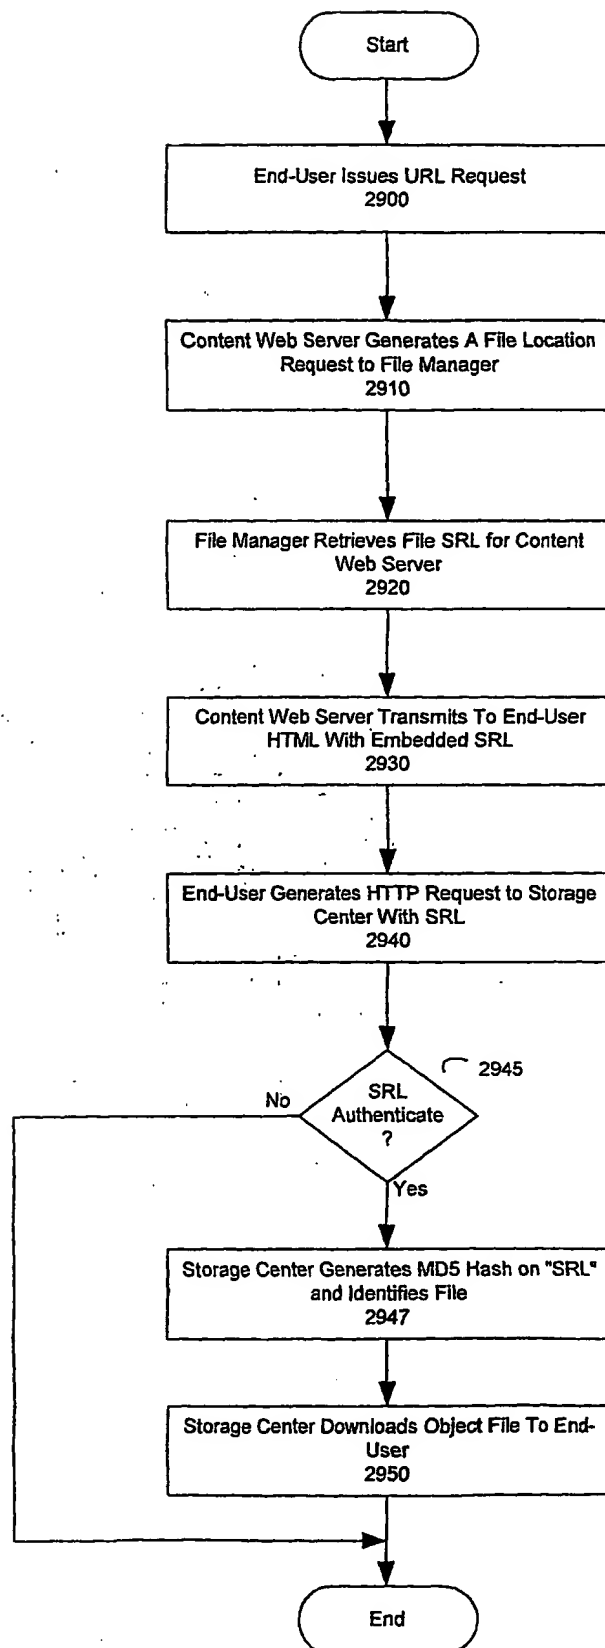 Start
End-User Issues URL Request
2900
Content Web Server Generates A File Location
Request to File Manager
2910
File Manager Retrieves File SRL for Content
Web Server
2920
Content Web Server Transmits To End-User
HTML With Embedded SRL
2930
End-User Generates HTTP Request to Storage
Center With SRL
2940
2945
SRL
Authenticate
?
No
Yes
Storage Center Generates MD5 Hash on "SRL"
and Identifies File
2947
Storage Center Downloads Object File To End-
User
2950
End